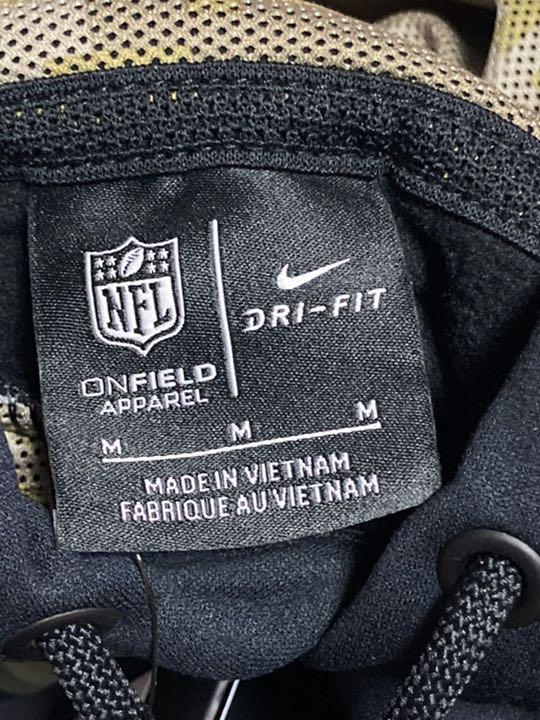 NFL
ONFIELD
APPAREL
DRI-FIT
M M M
MADE IN VIETNAM
FABRIQUE AU VIETNAM